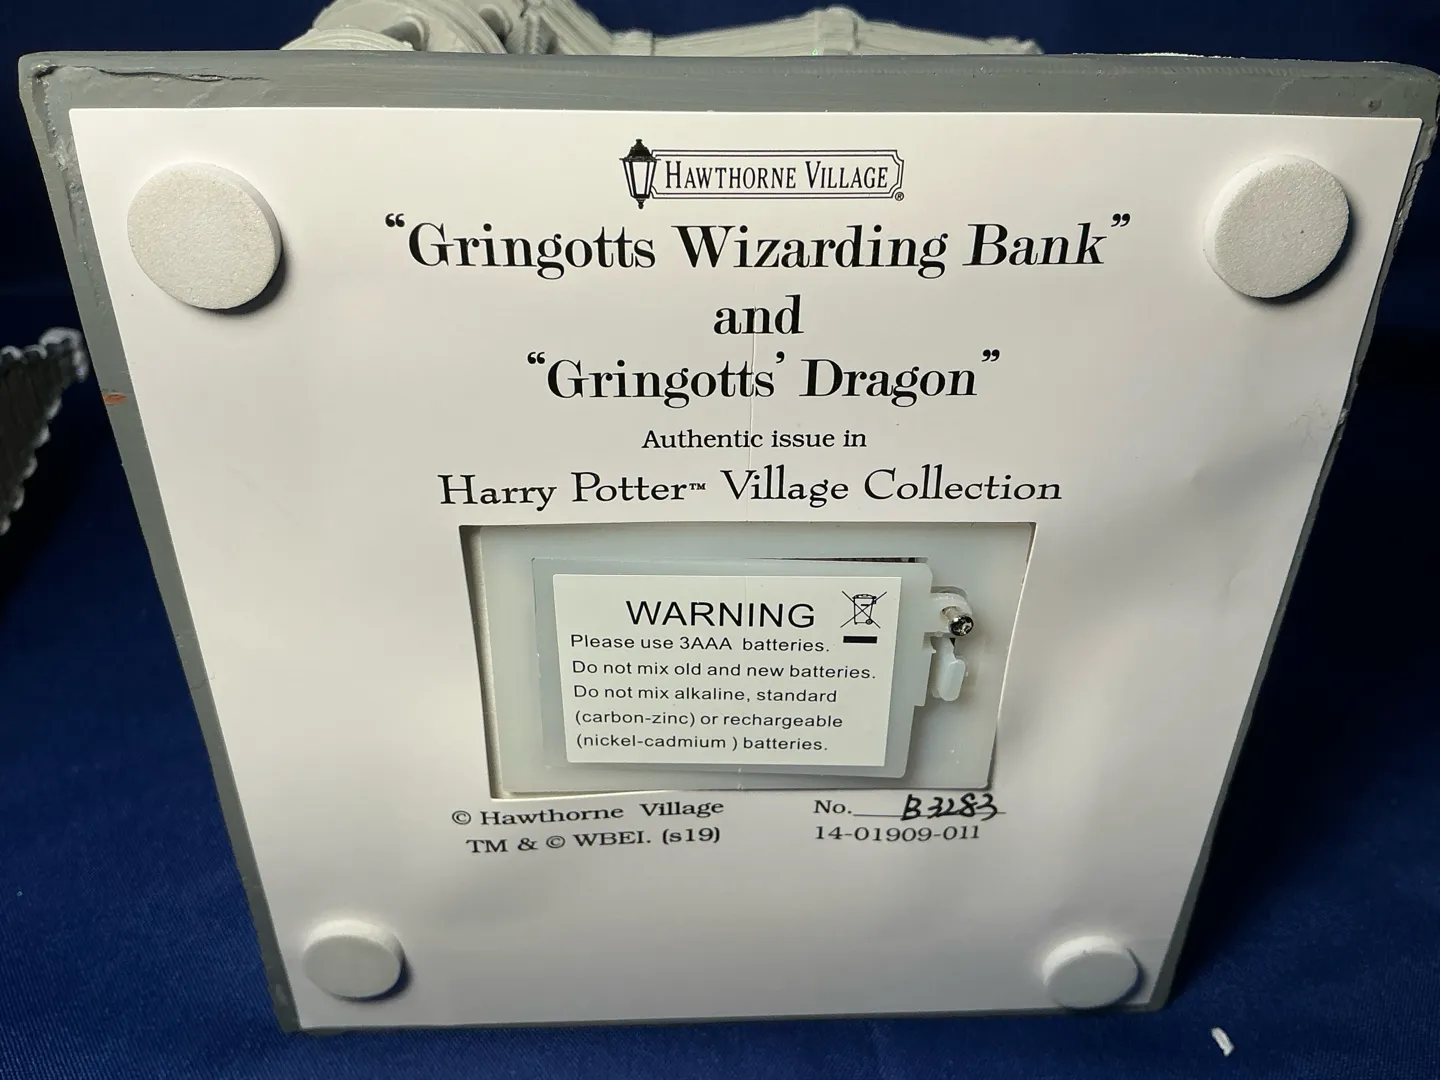 HAWTHORNE VILLAGE®
“Gringotts Wizarding Bank”
and
“Gringotts’ Dragon”
Authentic issue in
Harry Potter™ Village Collection
WARNING
Please use 3AAA batteries.
Do not mix old and new batteries.
Do not mix alkaline, standard
(carbon-zinc) or rechargeable
(nickel-cadmium ) batteries.
© Hawthorne Village
TM & © WBEI. (s19)
No. B3283
14-01909-011